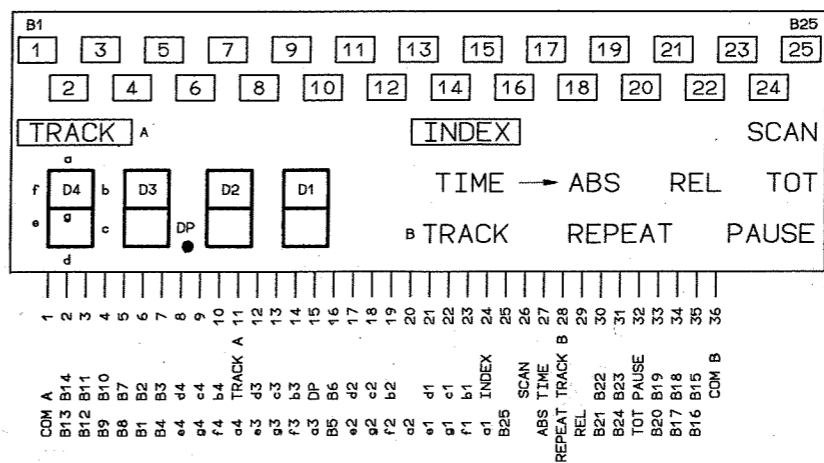 B1 B25
1 3 5 7 9 11 13 15 17 19 21 23 25
2 4 6 8 10 12 14 16 18 20 22 24
TRACK A INDEX SCAN
a
f D4 b D3 D2 D1 TIME → ABS REL TOT
g
e c DP B TRACK REPEAT PAUSE
d
1 2 3 4 5 6 7 8 9 10 11 12 13 14 15 16 17 18 19 20 21 22 23 24 25 26 27 28 29 30 31 32 33 34 35 36
COM A
B13 B14
B12 B11
B9 B10
B8 B7
B1 B2
B4 B3
e4 d4
g4 c4
f4 b4
a4 TRACK A
e3 d3
g3 c3
f3 b3
a3 DP
B5 B6
e2 d2
g2 c2
f2 b2
a2
e1 d1
g1 c1
f1 b1
a1 INDEX
B25
SCAN
ABS TIME
REPEAT TRACK B
REL
B21 B22
B24 B23
TOT PAUSE
B20 B19
B17 B18
B16 B15
COM B